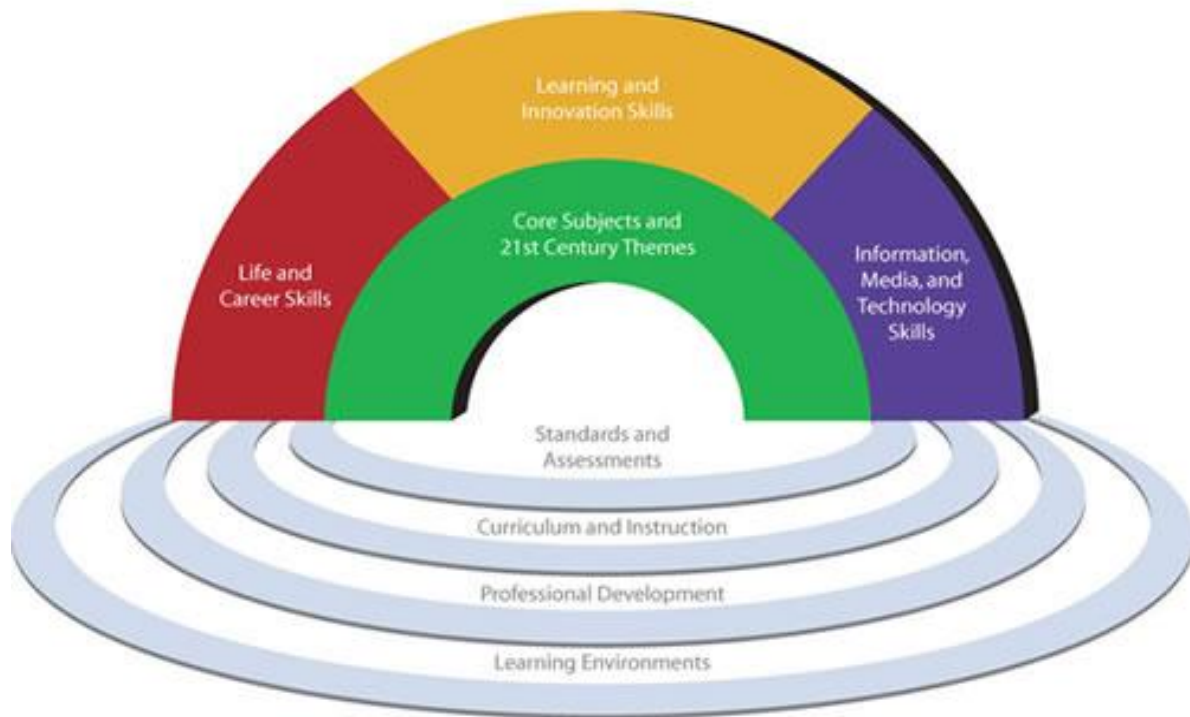 Learning and
Innovation Skills
Core Subjects and
21st Century Themes
Life and
Career Skills
Information,
Media, and
Technology
Skills
Standards and
Assessments
Curriculum and Instruction
Professional Development
Learning Environments